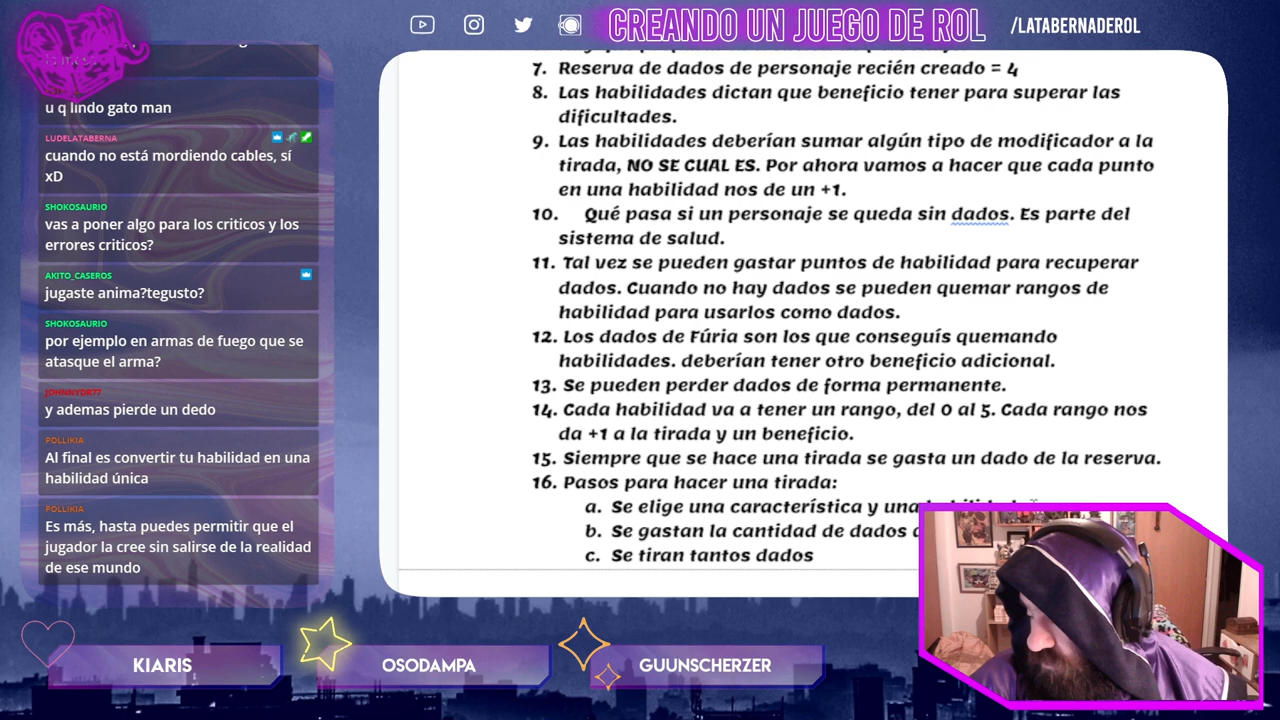 CREANDO UN JUEGO DE ROL
/LATABERNADEROL
u q lindo gato man
LUDELATABERNA
cuando no está mordiendo cables, sí
xD
SHOKOSAURIO
vas a poner algo para los criticos y los
errores criticos?
AKITO_CASEROS
jugaste anima?tegusto?
SHOKOSAURIO
por ejemplo en armas de fuego que se
atasque el arma?
JOHNNYDR77
y ademas pierde un dedo
POLLIKIA
Al final es convertir tu habilidad en una
habilidad única
POLLIKIA
Es más, hasta puedes permitir que el
jugador la cree sin salirse de la realidad
de ese mundo
7. Reserva de dados de personaje recién creado = 4
8. Las habilidades dictan que beneficio tener para superar las
dificultades.
9. Las habilidades deberían sumar algún tipo de modificador a la
tirada, NO SE CUAL ES. Por ahora vamos a hacer que cada punto
en una habilidad nos de un +1.
10. Qué pasa si un personaje se queda sin dados. Es parte del
sistema de salud.
11. Tal vez se pueden gastar puntos de habilidad para recuperar
dados. Cuando no hay dados se pueden quemar rangos de
habilidad para usarlos como dados.
12. Los dados de Fúria son los que conseguís quemando
habilidades. deberían tener otro beneficio adicional.
13. Se pueden perder dados de forma permanente.
14. Cada habilidad va a tener un rango, del 0 al 5. Cada rango nos
da +1 a la tirada y un beneficio.
15. Siempre que se hace una tirada se gasta un dado de la reserva.
16. Pasos para hacer una tirada:
a. Se elige una característica y una
b. Se gastan la cantidad de dados
c. Se tiran tantos dados
KIARIS
OSODAMPA
GUUNSCHERZER